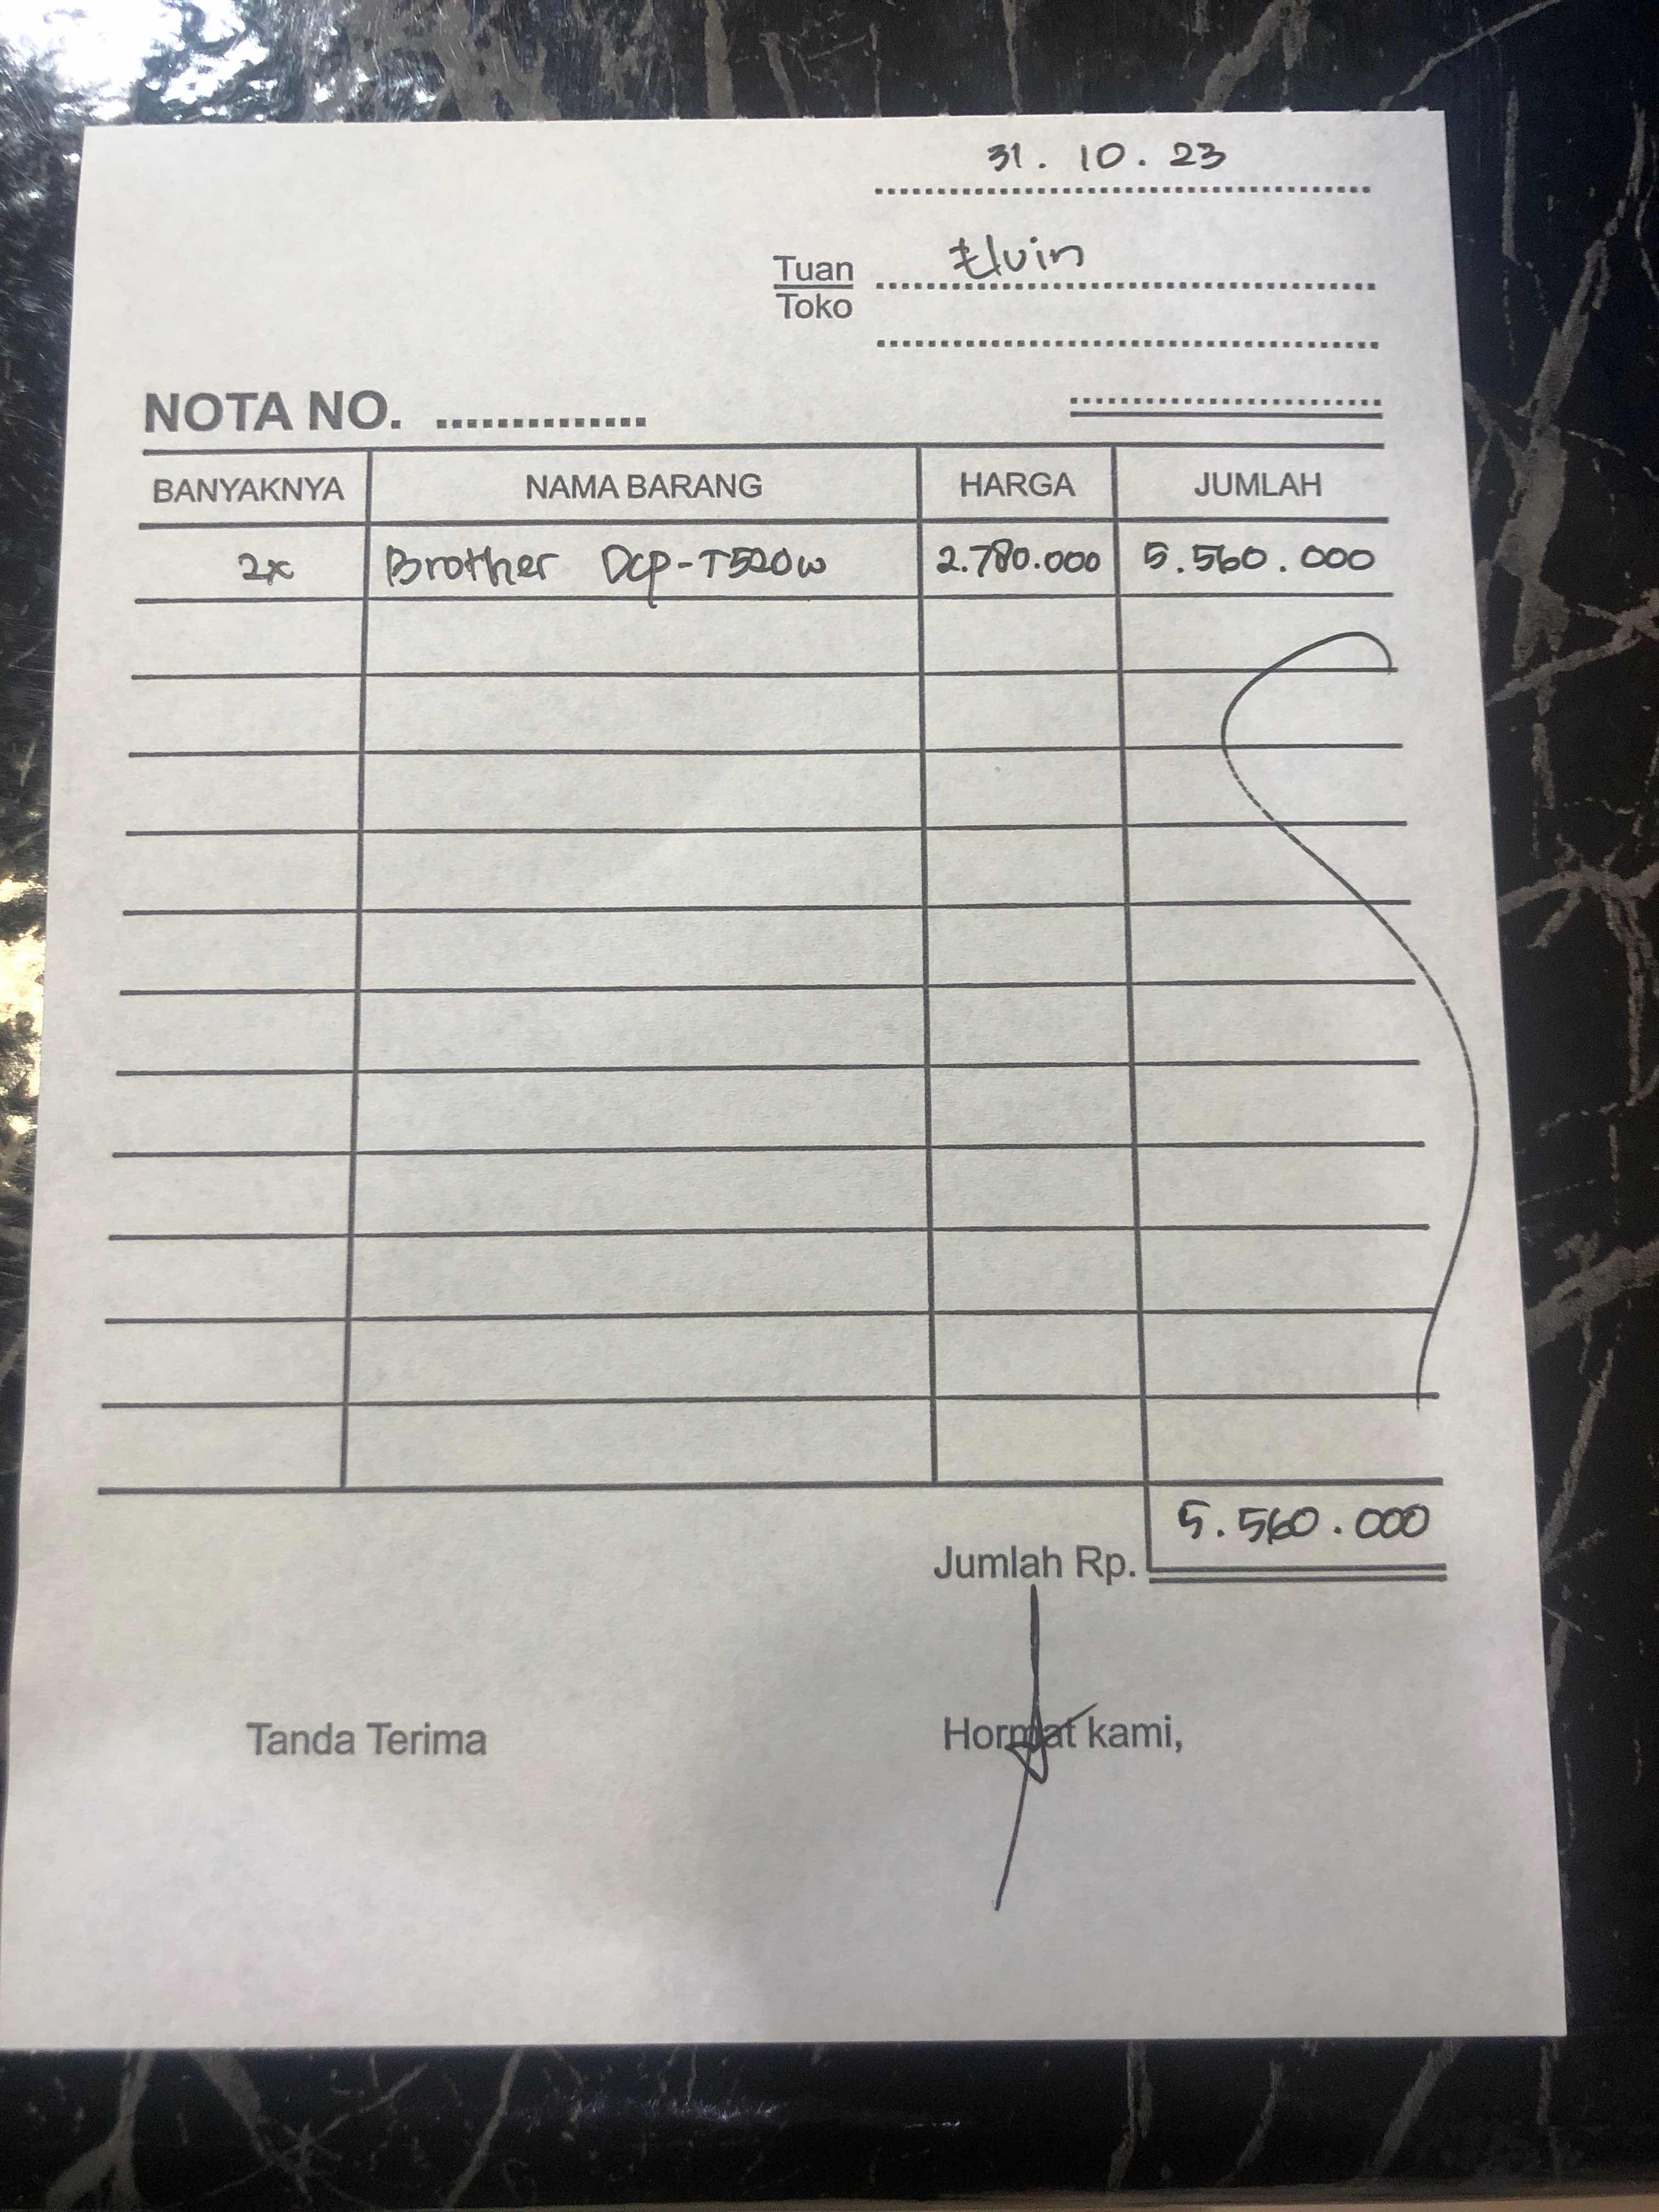 31 . 10 . 23
Tuan Elvin
Toko
NOTA NO. ..............
BANYAKNYA NAMA BARANG HARGA JUMLAH
2x Brother Dcp-T520w 2.780.000 5.560.000
5.560.000
Jumlah Rp.
Tanda Terima Hormat kami,